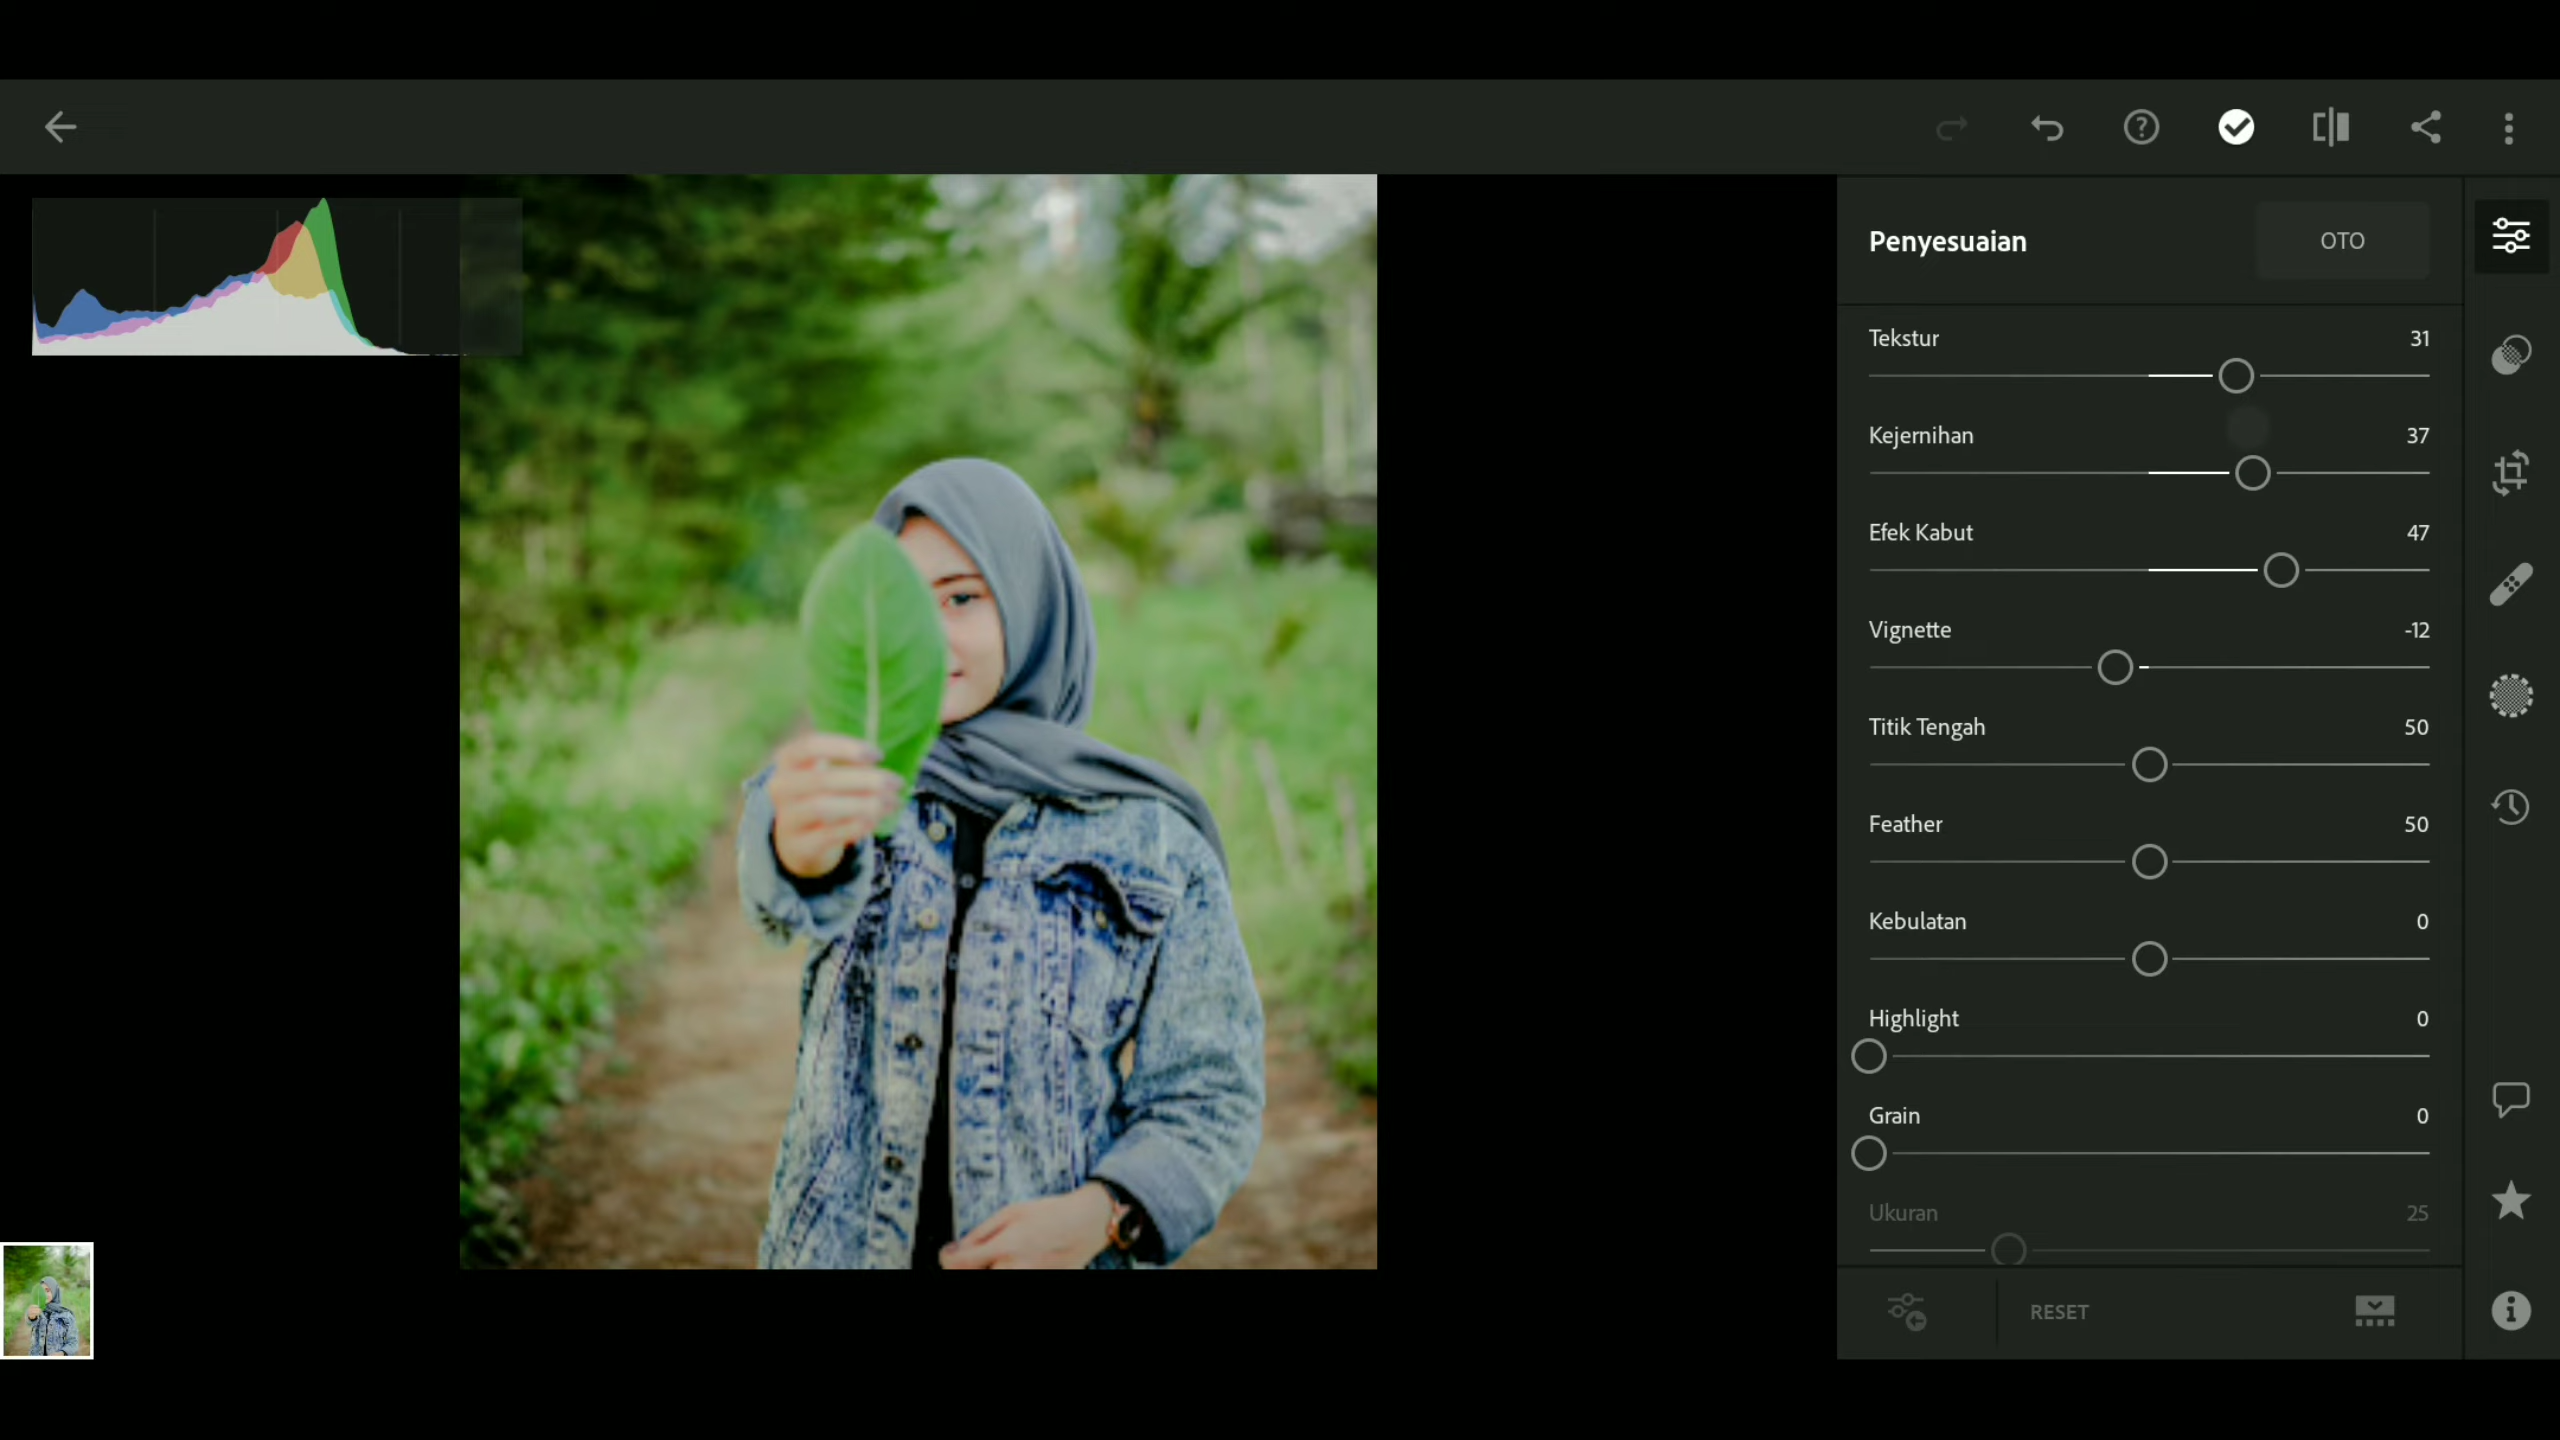 Penyesuaian
OTO
Tekstur 31
Kejernihan 37
Efek Kabut 47
Vignette -12
Titik Tengah 50
Feather 50
Kebulatan 0
Highlight 0
Grain 0
Ukuran 25
RESET